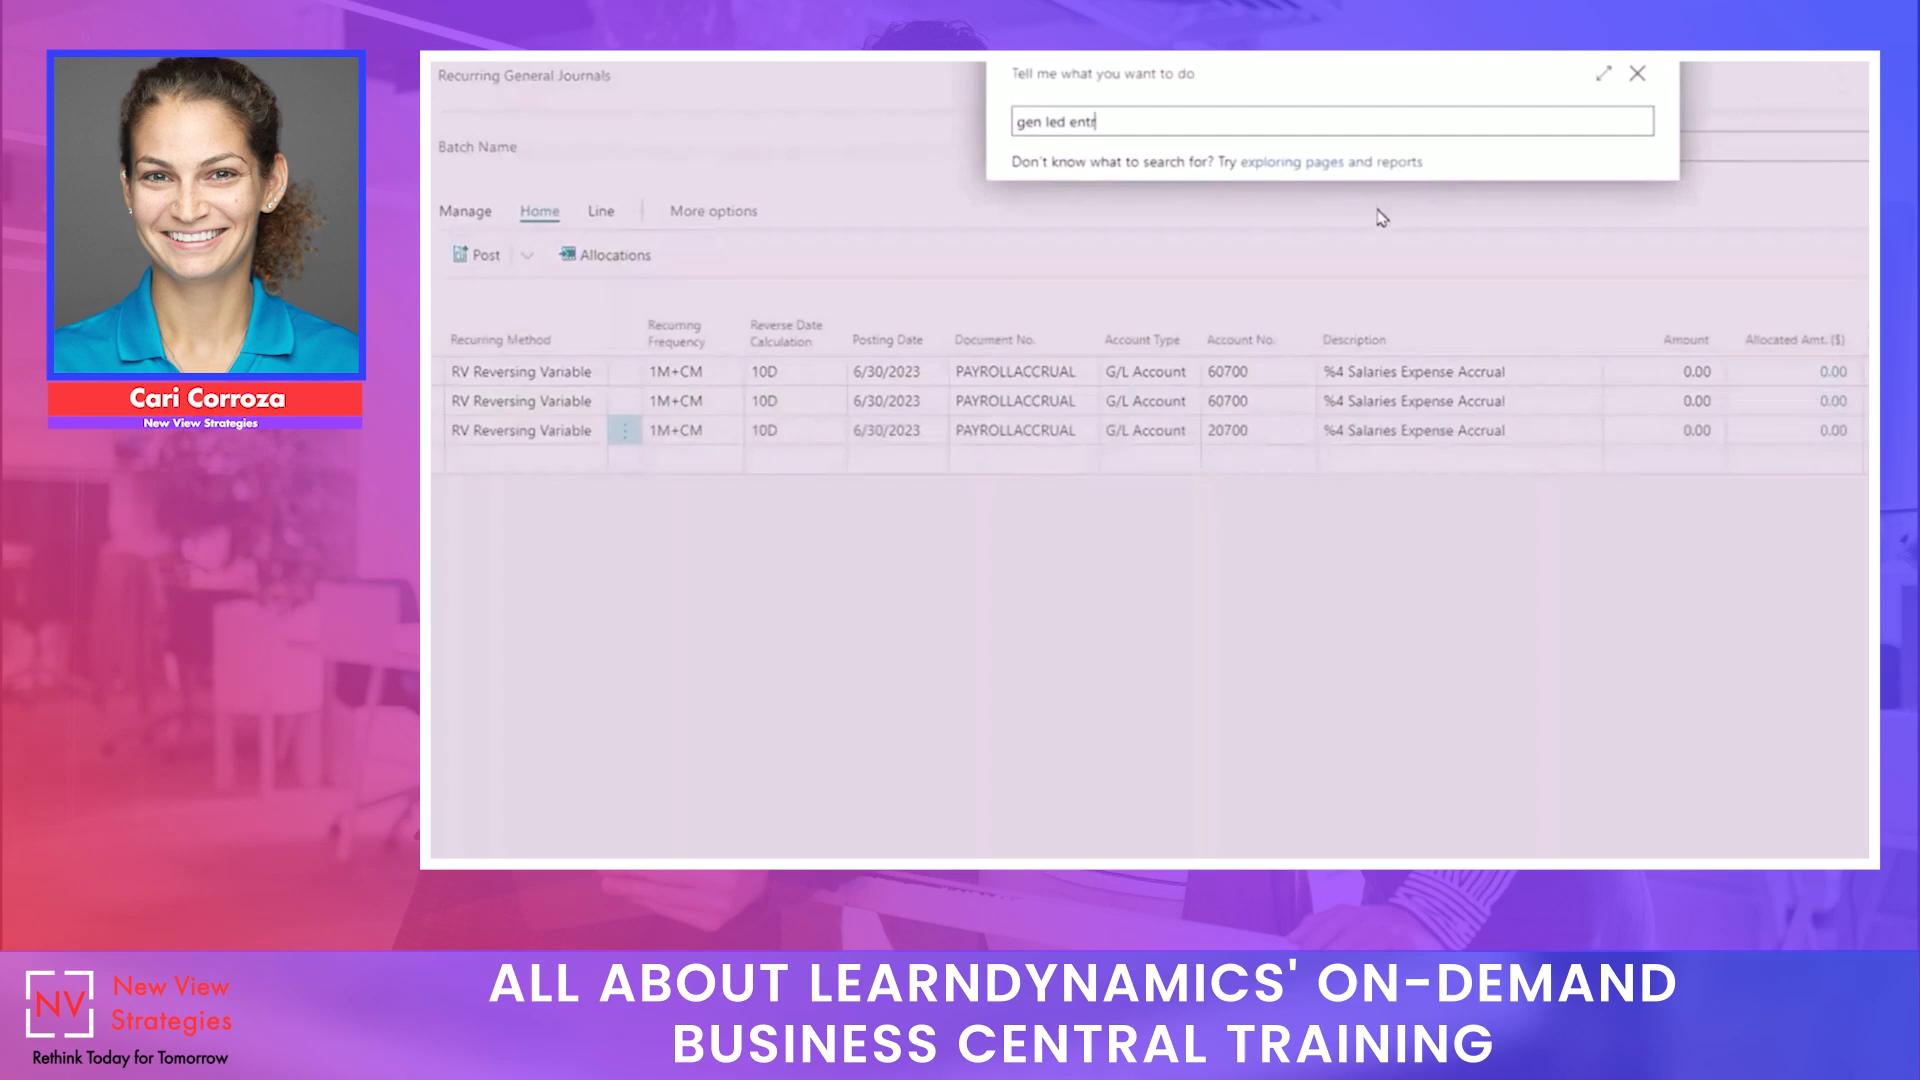 Recurring General Journals
Tell me what you want to do
gen led entr
Don't know what to search for? Try exploring pages and reports
Batch Name
Manage Home Line More options
Post Allocations
Recurring Method Recurring Frequency Reverse Date Calculation Posting Date Document No. Account Type Account No. Description Amount Allocated Amt. ($)
RV Reversing Variable 1M+CM 10D 6/30/2023 PAYROLLACCRUAL G/L Account 60700 %4 Salaries Expense Accrual 0.00 0.00
RV Reversing Variable 1M+CM 10D 6/30/2023 PAYROLLACCRUAL G/L Account 60700 %4 Salaries Expense Accrual 0.00 0.00
RV Reversing Variable 1M+CM 10D 6/30/2023 PAYROLLACCRUAL G/L Account 20700 %4 Salaries Expense Accrual 0.00 0.00
Cari Corroza
New View Strategies
NV New View
Strategies
Rethink Today for Tomorrow
ALL ABOUT LEARNDYNAMICS' ON-DEMAND
BUSINESS CENTRAL TRAINING